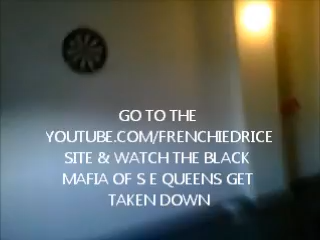 GO TO THE
YOUTUBE.COM/FRENCHIEDRICE
SITE & WATCH THE BLACK
MAFIA OF S E QUEENS GET
TAKEN DOWN